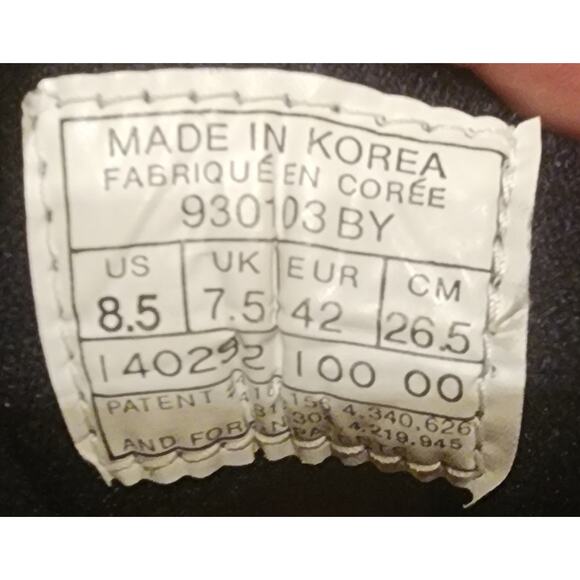 MADE IN KOREA
FABRIQUÉ EN CORÉE
930103 BY
US UK EUR CM
8.5 7.5 42 26.5
140292 100 00
PATENT 4.340.626
AND 4.219.945